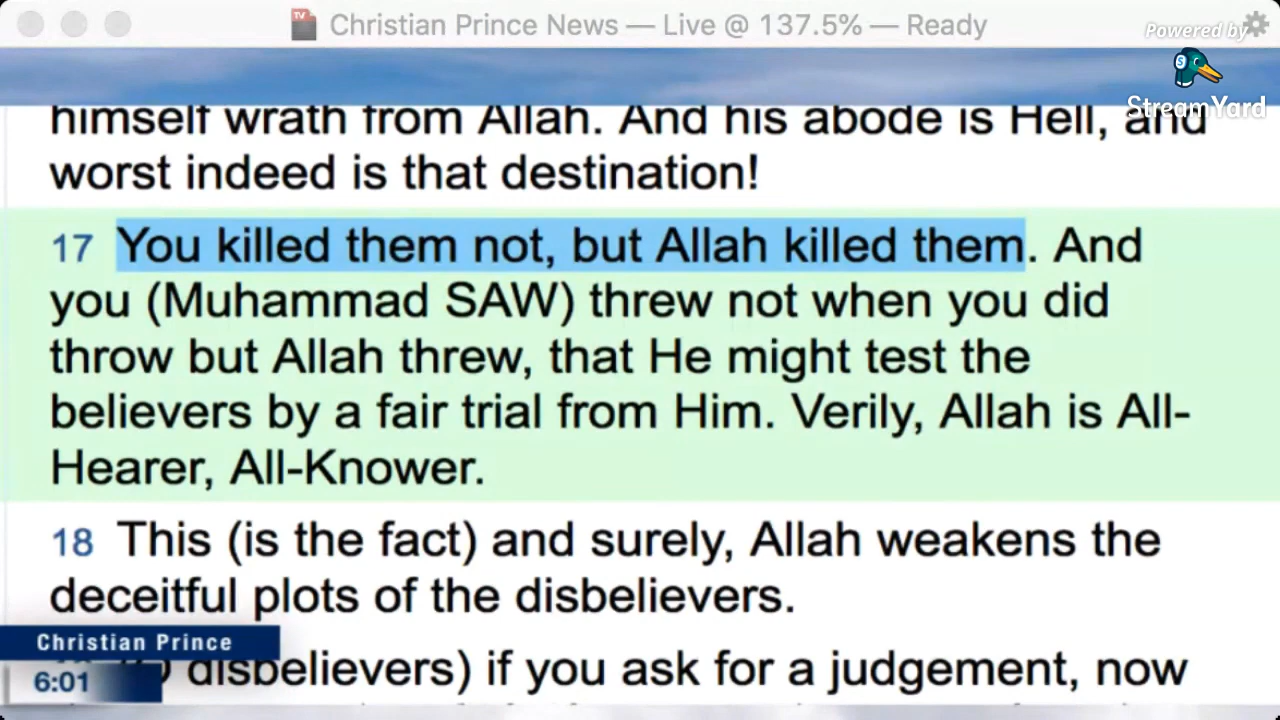 Christian Prince News — Live @ 137.5% — Ready
Powered by
StreamYard
himself wrath from Allah. And his abode is Hell, and
worst indeed is that destination!
17 You killed them not, but Allah killed them. And
you (Muhammad SAW) threw not when you did
throw but Allah threw, that He might test the
believers by a fair trial from Him. Verily, Allah is All-
Hearer, All-Knower.
18 This (is the fact) and surely, Allah weakens the
deceitful plots of the disbelievers.
Christian Prince
disbelievers) if you ask for a judgement, now
6:01